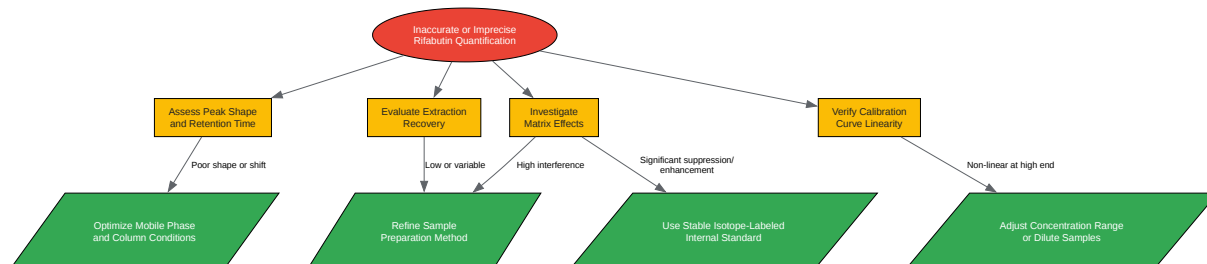 Inaccurate or Imprecise
Rifabutin Quantification
Assess Peak Shape
and Retention Time
Evaluate Extraction
Recovery
Investigate
Matrix Effects
Verify Calibration
Curve Linearity
Poor shape or shift
Low or variable
High interference
Significant suppression/
enhancement
Non-linear at high end
Optimize Mobile Phase
and Column Conditions
Refine Sample
Preparation Method
Use Stable Isotope-Labeled
Internal Standard
Adjust Concentration Range
or Dilute Samples